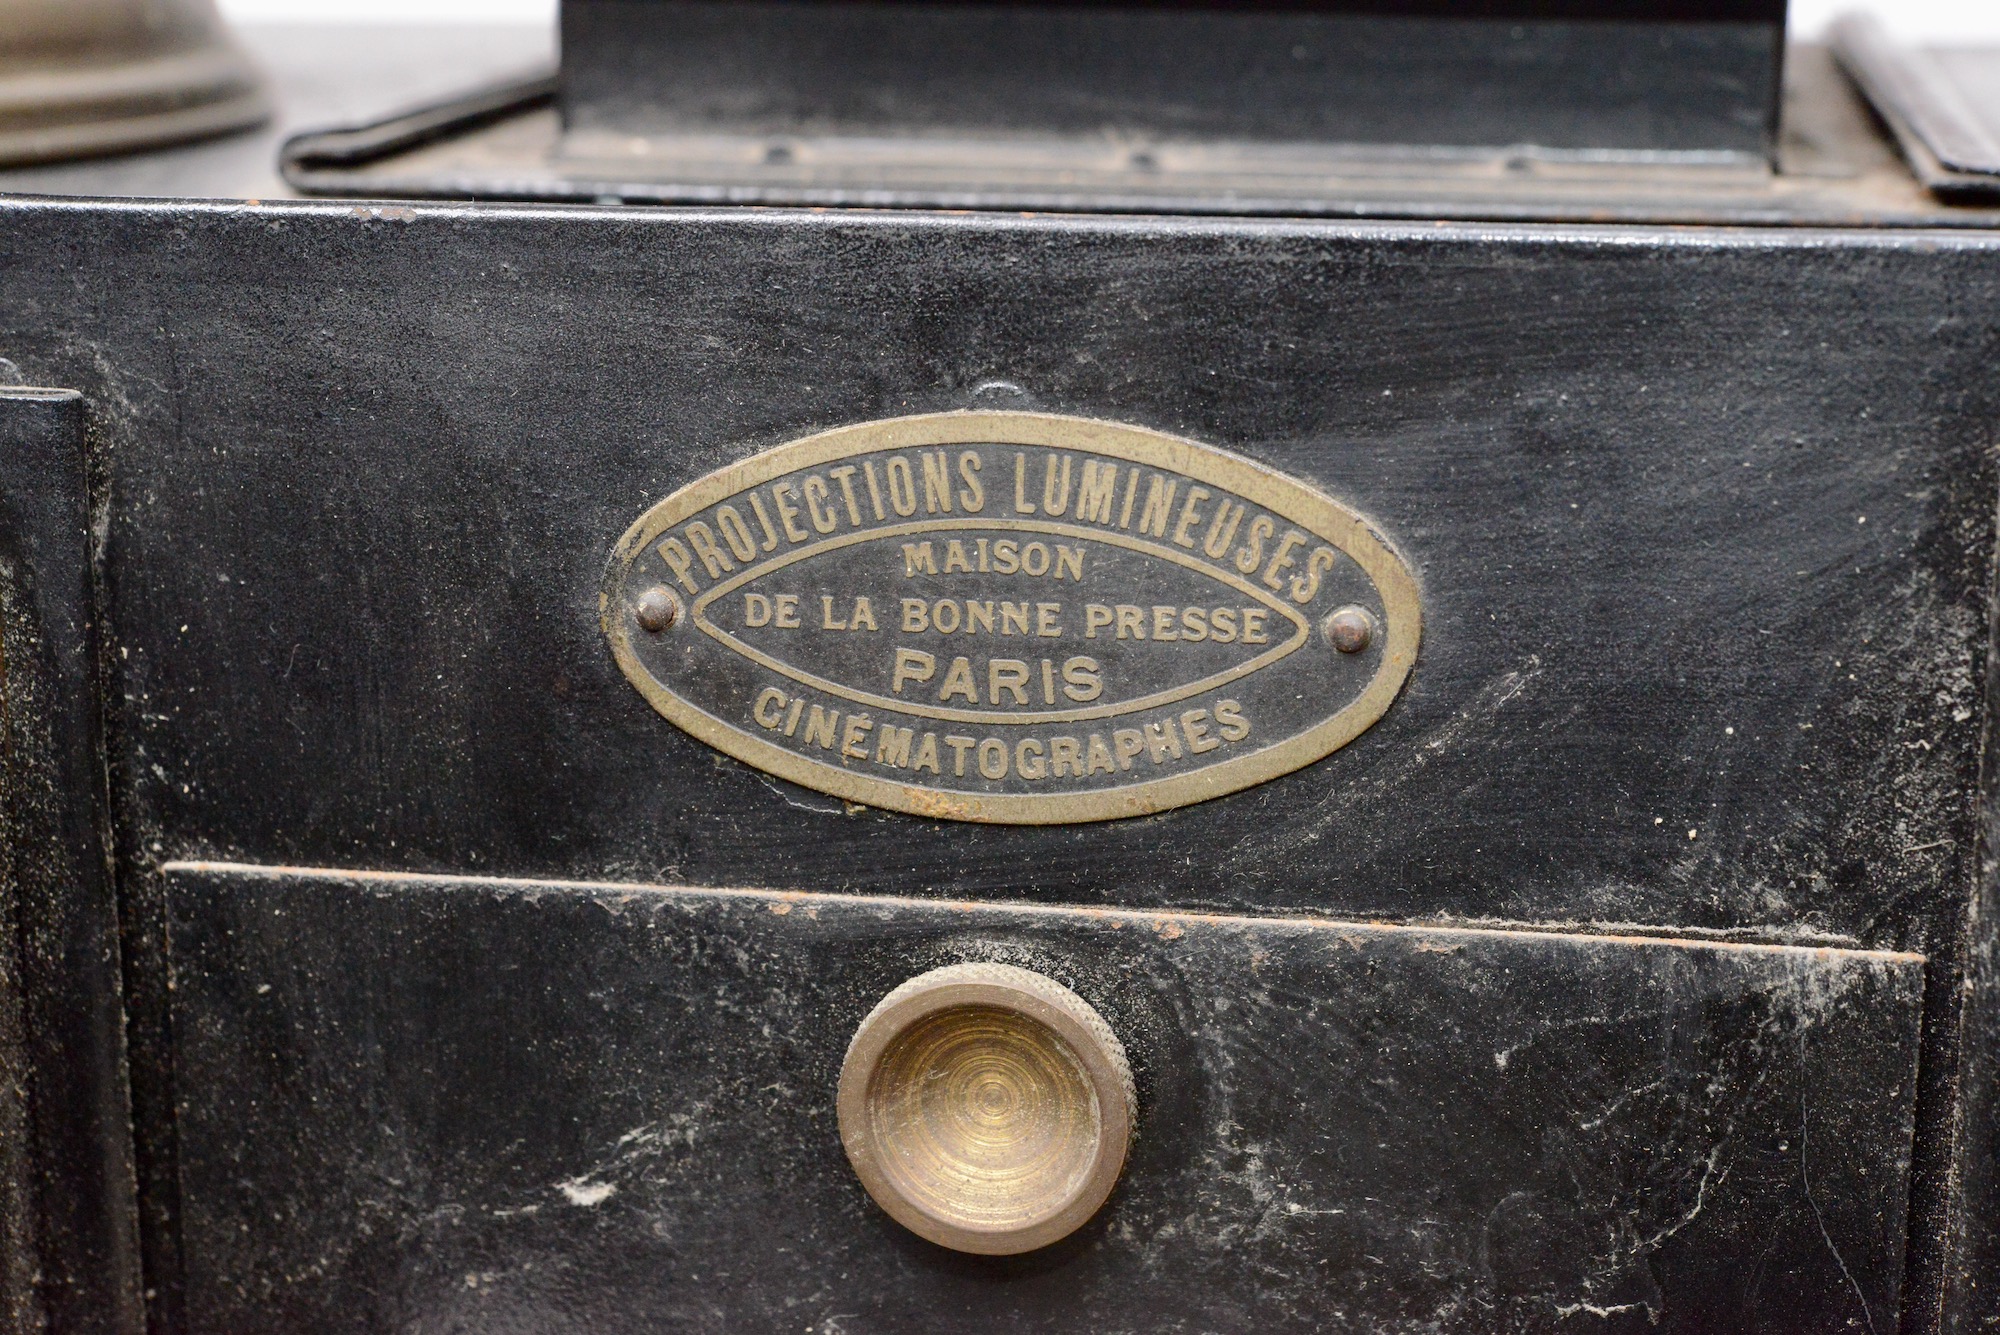 PROJECTIONS LUMINEUSES
MAISON
DE LA BONNE PRESSE
PARIS
CINÉMATOGRAPHES